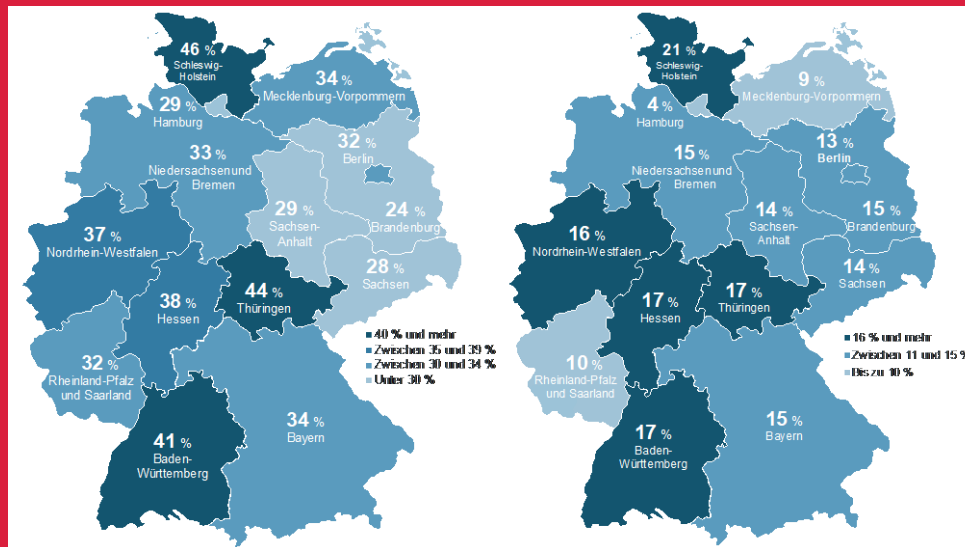 46 %
Schleswig-
Holstein
34 %
Mecklenburg-Vorpommern
29 %
Hamburg
32 %
Berlin
33 %
Niedersachsen und
Bremen
29 %
Sachsen-
Anhalt
24 %
Brandenburg
37 %
Nordrhein-Westfalen
28 %
Sachsen
44 %
Thüringen
38 %
Hessen
32 %
Rheinland-Pfalz
und Saarland
34 %
Bayern
41 %
Baden-
Württemberg
40 % und mehr
Zwischen 35 und 39 %
Zwischen 30 und 34 %
Unter 30 %
21 %
Schleswig-
Holstein
9 %
Mecklenburg-Vorpommern
4 %
Hamburg
13 %
Berlin
15 %
Niedersachsen und
Bremen
14 %
Sachsen-
Anhalt
15 %
Brandenburg
16 %
Nordrhein-Westfalen
14 %
Sachsen
17 %
Hessen
17 %
Thüringen
10 %
Rheinland-Pfalz
und Saarland
15 %
Bayern
17 %
Baden-
Württemberg
16 % und mehr
Zwischen 11 und 15 %
Bis zu 10 %